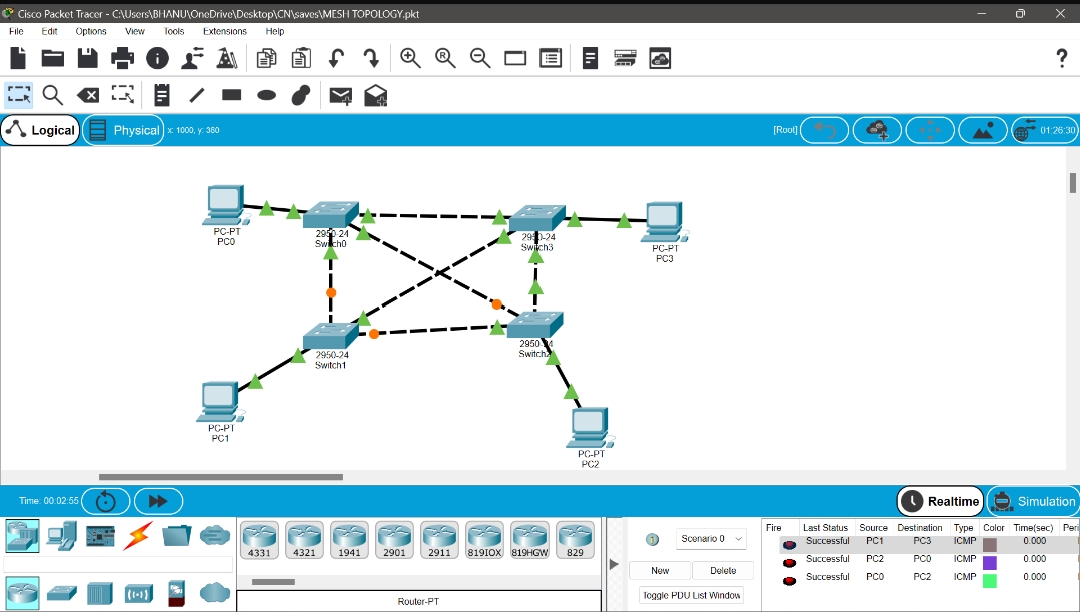 Cisco Packet Tracer - C:\Users\BHANU\OneDrive\Desktop\CN\saves\MESH TOPOLOGY.pkt
File Edit Options View Tools Extensions Help
?
Logical Physical x: 1000, y: 360 [Root] 01:26:30
PC-PT
PC0
2950-24
Switch0
2950-24
Switch3
PC-PT
PC3
2950-24
Switch1
2950-24
Switch2
PC-PT
PC1
PC-PT
PC2
Time: 00:02:55 Realtime Simulation
4331 4321 1941 2901 2911 819IOX 819HGW 829
Router-PT
Scenario 0
New Delete
Toggle PDU List Window
Fire Last Status Source Destination Type Color Time(sec) Peri
Successful PC1 PC3 ICMP 0.000
Successful PC2 PC0 ICMP 0.000
Successful PC0 PC2 ICMP 0.000